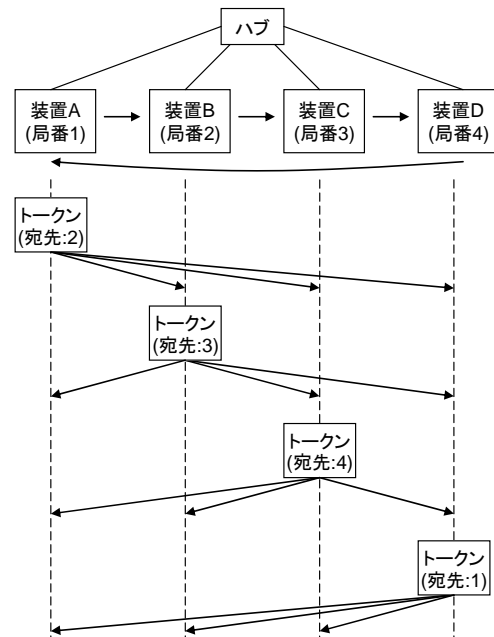 ハブ
装置A
(局番1)
装置B
(局番2)
装置C
(局番3)
装置D
(局番4)
トークン
(宛先:2)
トークン
(宛先:3)
トークン
(宛先:4)
トークン
(宛先:1)